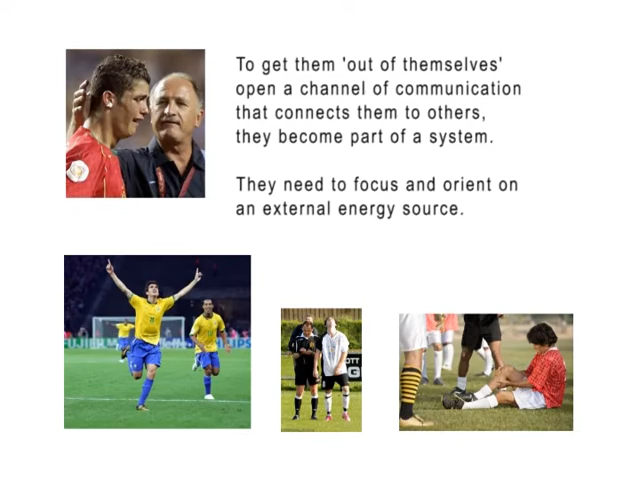 To get them 'out of themselves'
open a channel of communication
that connects them to others,
they become part of a system.
They need to focus and orient on
an external energy source.